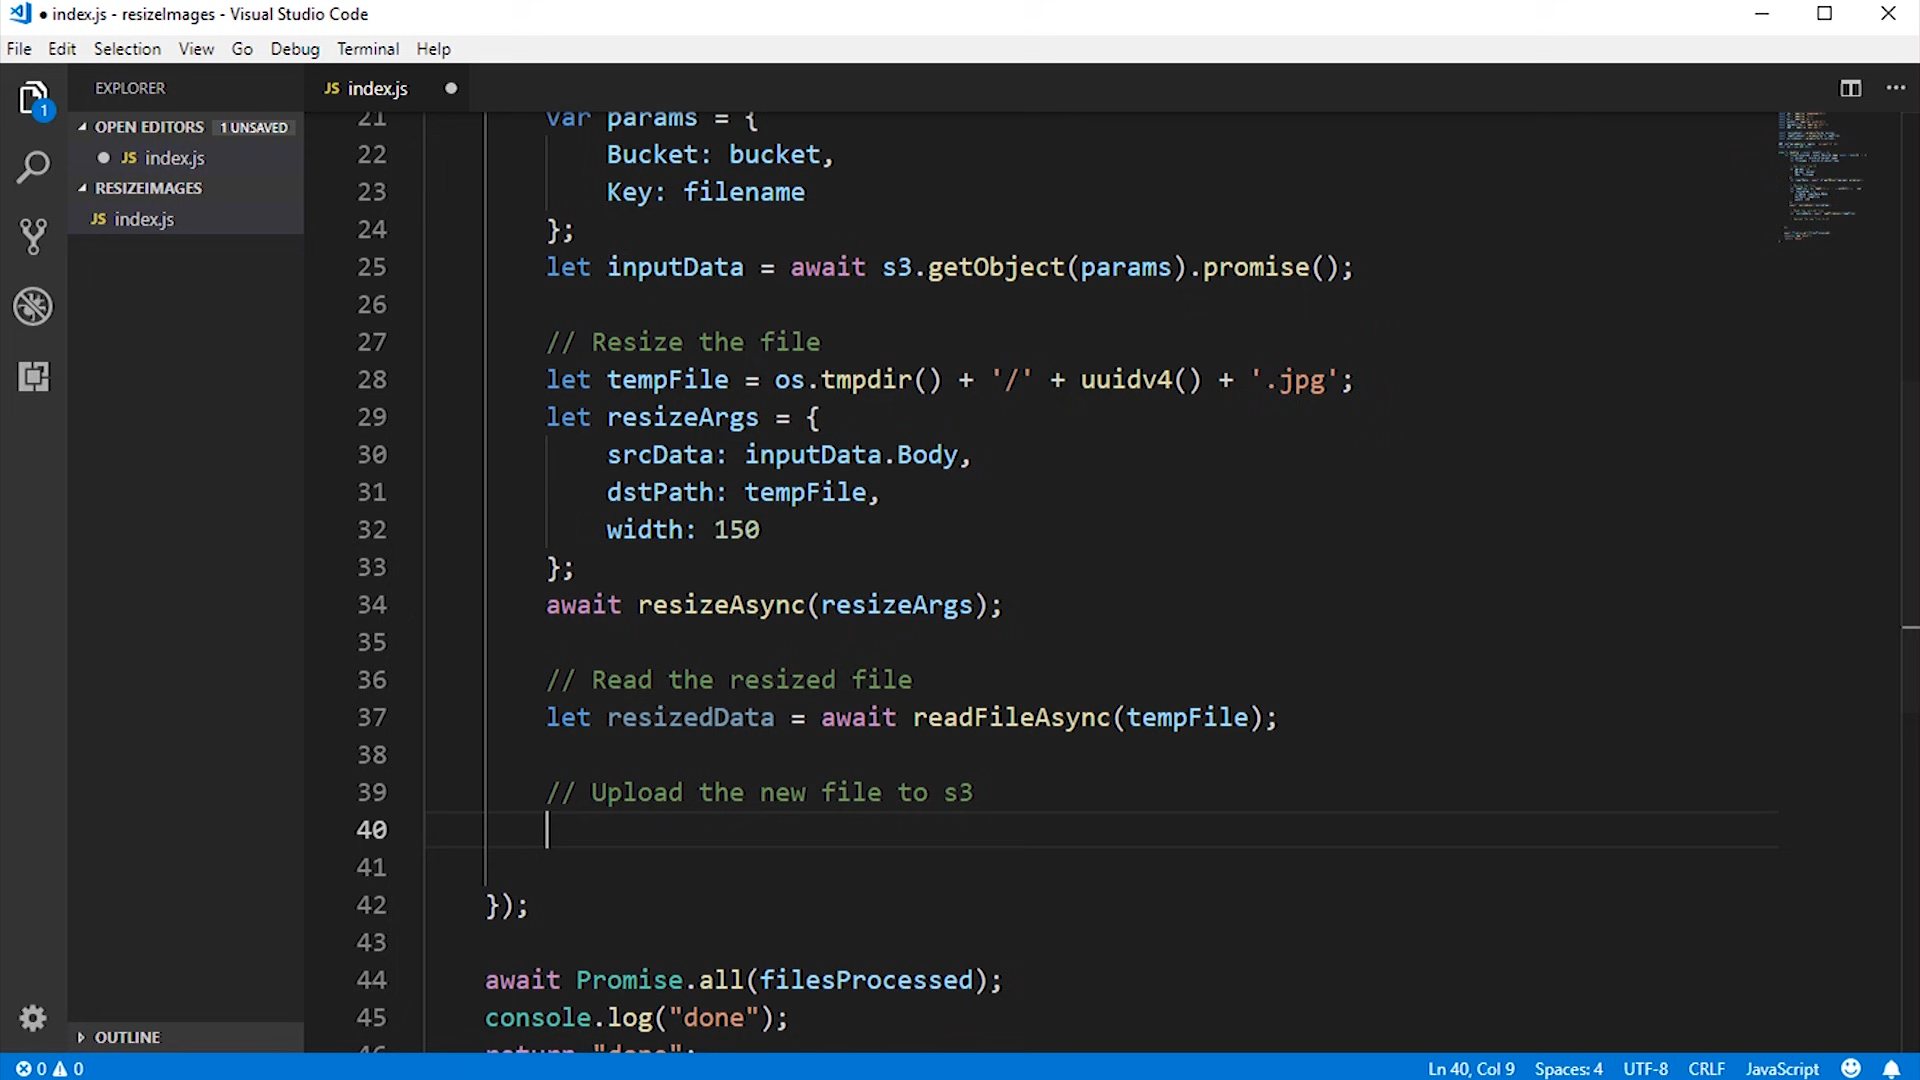 ● index.js - resizeImages - Visual Studio Code
File Edit Selection View Go Debug Terminal Help
1
EXPLORER
OPEN EDITORS 1 UNSAVED
JS index.js
RESIZEIMAGES
JS index.js
OUTLINE
JS index.js
21 var params = {
22 Bucket: bucket,
23 Key: filename
24 };
25 let inputData = await s3.getObject(params).promise();
26
27 // Resize the file
28 let tempFile = os.tmpdir() + '/' + uuidv4() + '.jpg';
29 let resizeArgs = {
30 srcData: inputData.Body,
31 dstPath: tempFile,
32 width: 150
33 };
34 await resizeAsync(resizeArgs);
35
36 // Read the resized file
37 let resizedData = await readFileAsync(tempFile);
38
39 // Upload the new file to s3
40
41
42 });
43
44 await Promise.all(filesProcessed);
45 console.log("done");
46 return "done";
0 0 Ln 40, Col 9 Spaces: 4 UTF-8 CRLF JavaScript